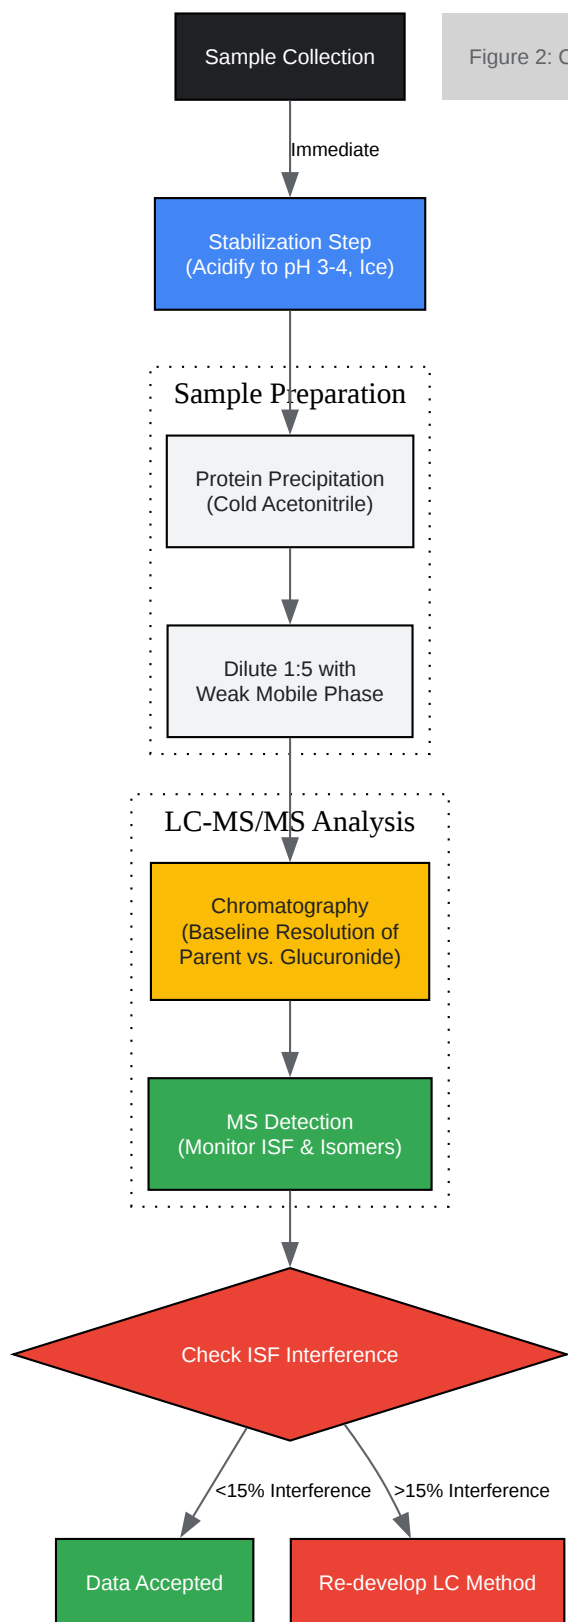 Sample Collection
Figure 2:
Immediate
Stabilization Step
(Acidify to pH 3-4, Ice)
Sample Preparation
Protein Precipitation
(Cold Acetonitrile)
Dilute 1:5 with
Weak Mobile Phase
LC-MS/MS Analysis
Chromatography
(Baseline Resolution of
Parent vs. Glucuronide)
MS Detection
(Monitor ISF & Isomers)
Check ISF Interference
<15% Interference
>15% Interference
Data Accepted
Re-develop LC Method